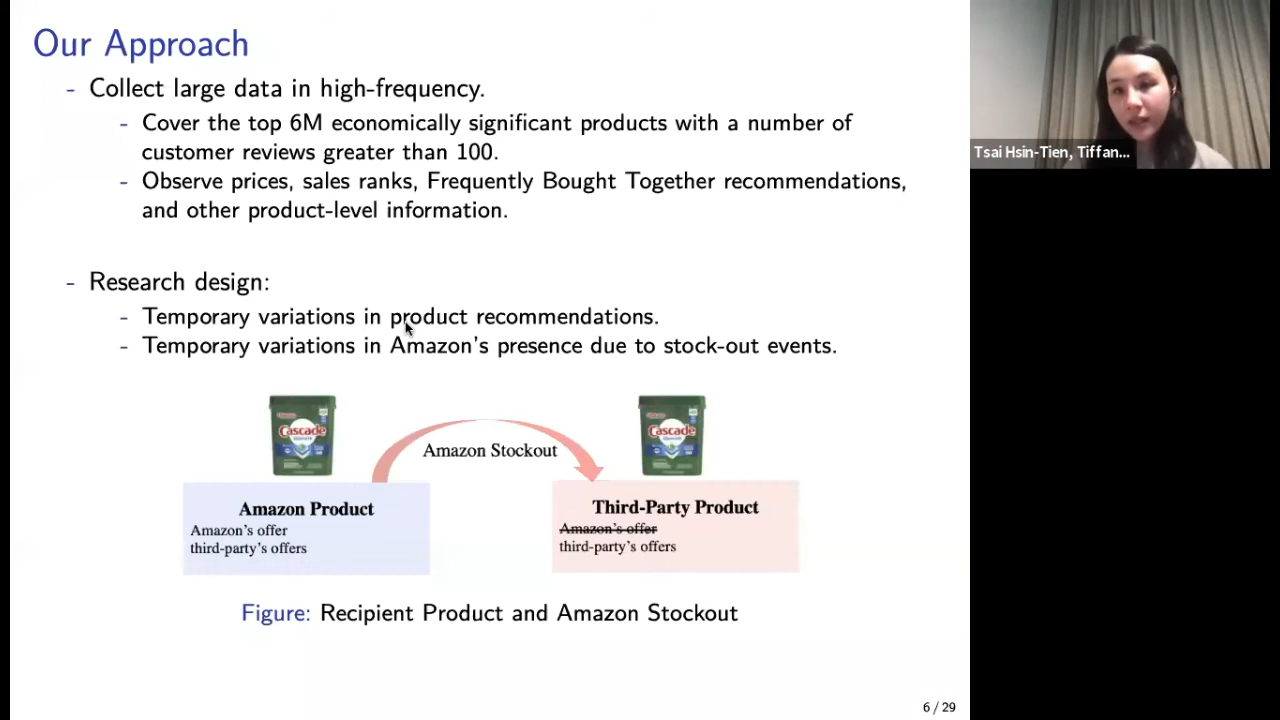 Our Approach
- Collect large data in high-frequency.
- Cover the top 6M economically significant products with a number of
customer reviews greater than 100.
- Observe prices, sales ranks, Frequently Bought Together recommendations,
and other product-level information.
- Research design:
- Temporary variations in product recommendations.
- Temporary variations in Amazon's presence due to stock-out events.
Cascade
Cascade
Amazon Stockout
Amazon Product
Amazon's offer
third-party's offers
Third-Party Product
Amazon's offer
third-party's offers
Figure: Recipient Product and Amazon Stockout
6 / 29
Tsai Hsin-Tien, Tiffan...